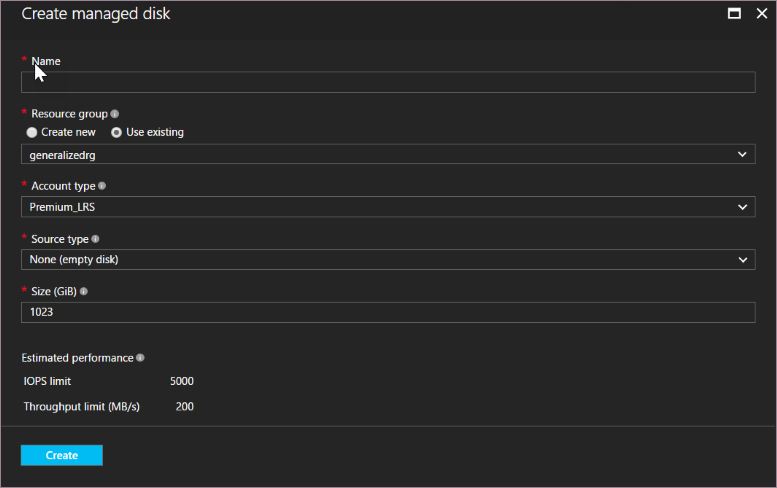 Create managed disk
* Name
* Resource group
Create new Use existing
generalizedrg
* Account type
Premium_LRS
* Source type
None (empty disk)
* Size (GiB)
1023
Estimated performance
IOPS limit 5000
Throughput limit (MB/s) 200
Create